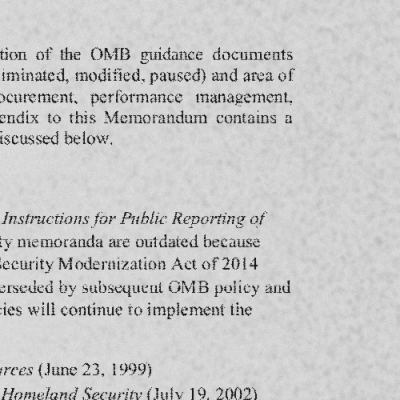 tion of the OMB guidance documents
iminated, modified, paused) and area of
ocurement, performance management,
endix to this Memorandum contains a
iscussed below.
Instructions for Public Reporting of
ty memoranda are outdated because
Security Modernization Act of 2014
erseded by subsequent OMB policy and
cies will continue to implement the
urces (June 23, 1999)
Homeland Security (July 19, 2002)